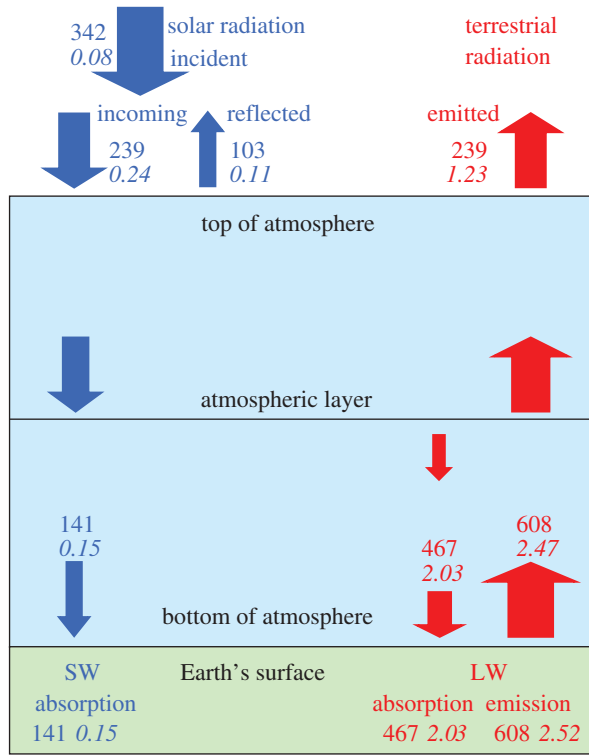 342
0.08
solar radiation
incident
terrestrial
radiation
incoming
239
0.24
reflected
103
0.11
emitted
239
1.23
top of atmosphere
atmospheric layer
141
0.15
467
2.03
608
2.47
bottom of atmosphere
SW
absorption
141 0.15
Earth's surface
LW
absorption emission
467 2.03 608 2.52